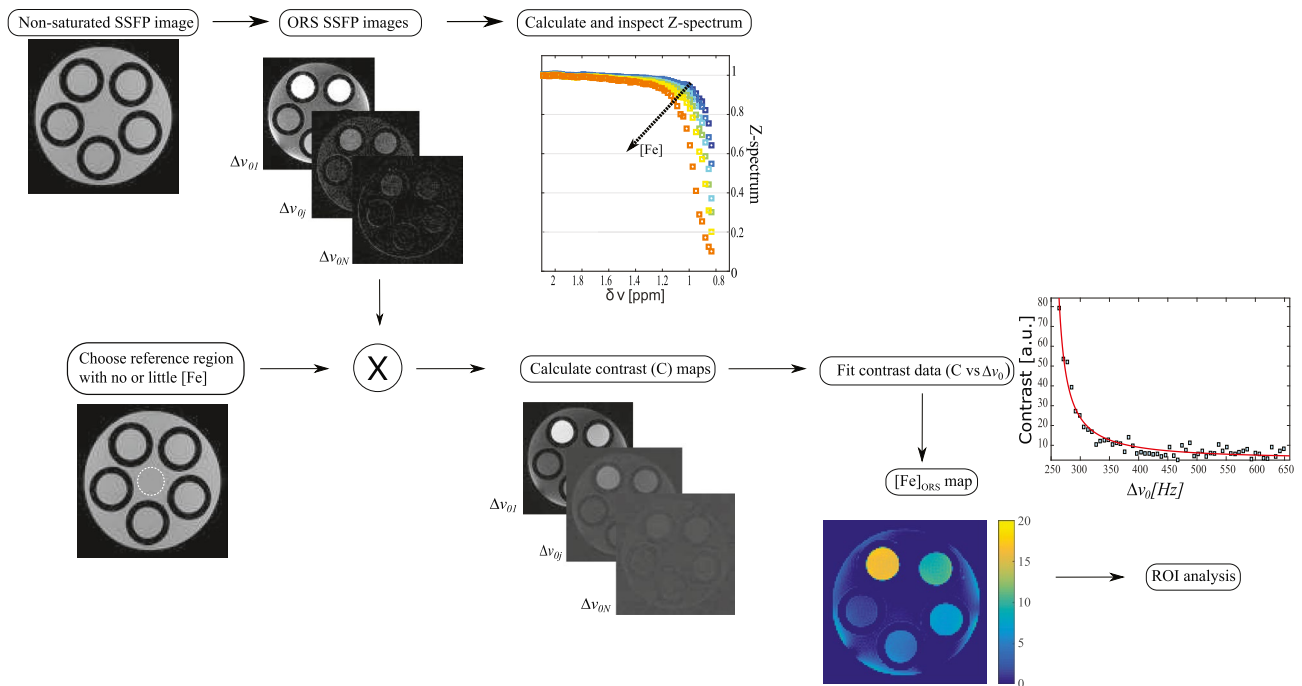 Non-saturated SSFP image
ORS SSFP images
Calculate and inspect Z-spectrum
Δν01
Δν0j
Δν0N
[Fe]
1
0.8
0.6
0.4
0.2
0
Z-spectrum
2 1.8 1.6 1.4 1.2 1 0.8
δ ν [ppm]
Choose reference region
with no or little [Fe]
X
Calculate contrast (C) maps
Fit contrast data (C vs Δν0)
Δν01
Δν0j
Δν0N
Contrast [a.u.]
80
70
60
50
40
30
20
10
250 300 350 400 450 500 550 600 650
Δν0[Hz]
[Fe]ORS map
20
15
10
5
0
ROI analysis